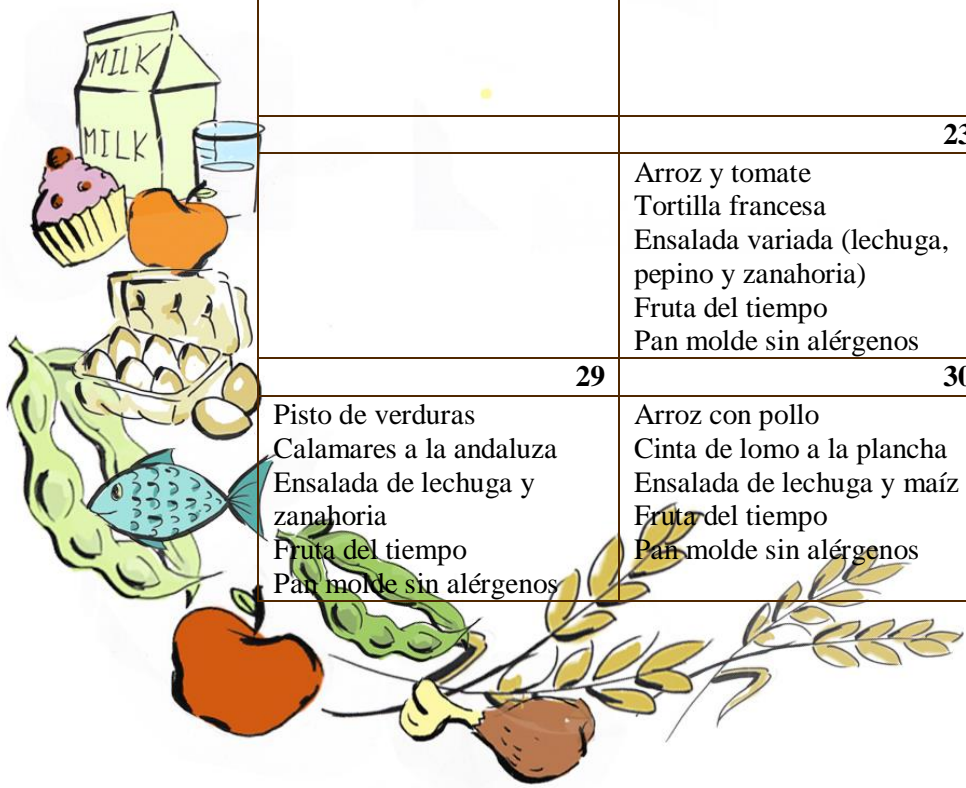 MILK
MILK
23
Arroz y tomate
Tortilla francesa
Ensalada variada (lechuga,
pepino y zanahoria)
Fruta del tiempo
Pan molde sin alérgenos
29
30
Pisto de verduras
Calamares a la andaluza
Ensalada de lechuga y
zanahoria
Fruta del tiempo
Pan molde sin alérgenos
Arroz con pollo
Cinta de lomo a la plancha
Ensalada de lechuga y maíz
Fruta del tiempo
Pan molde sin alérgenos